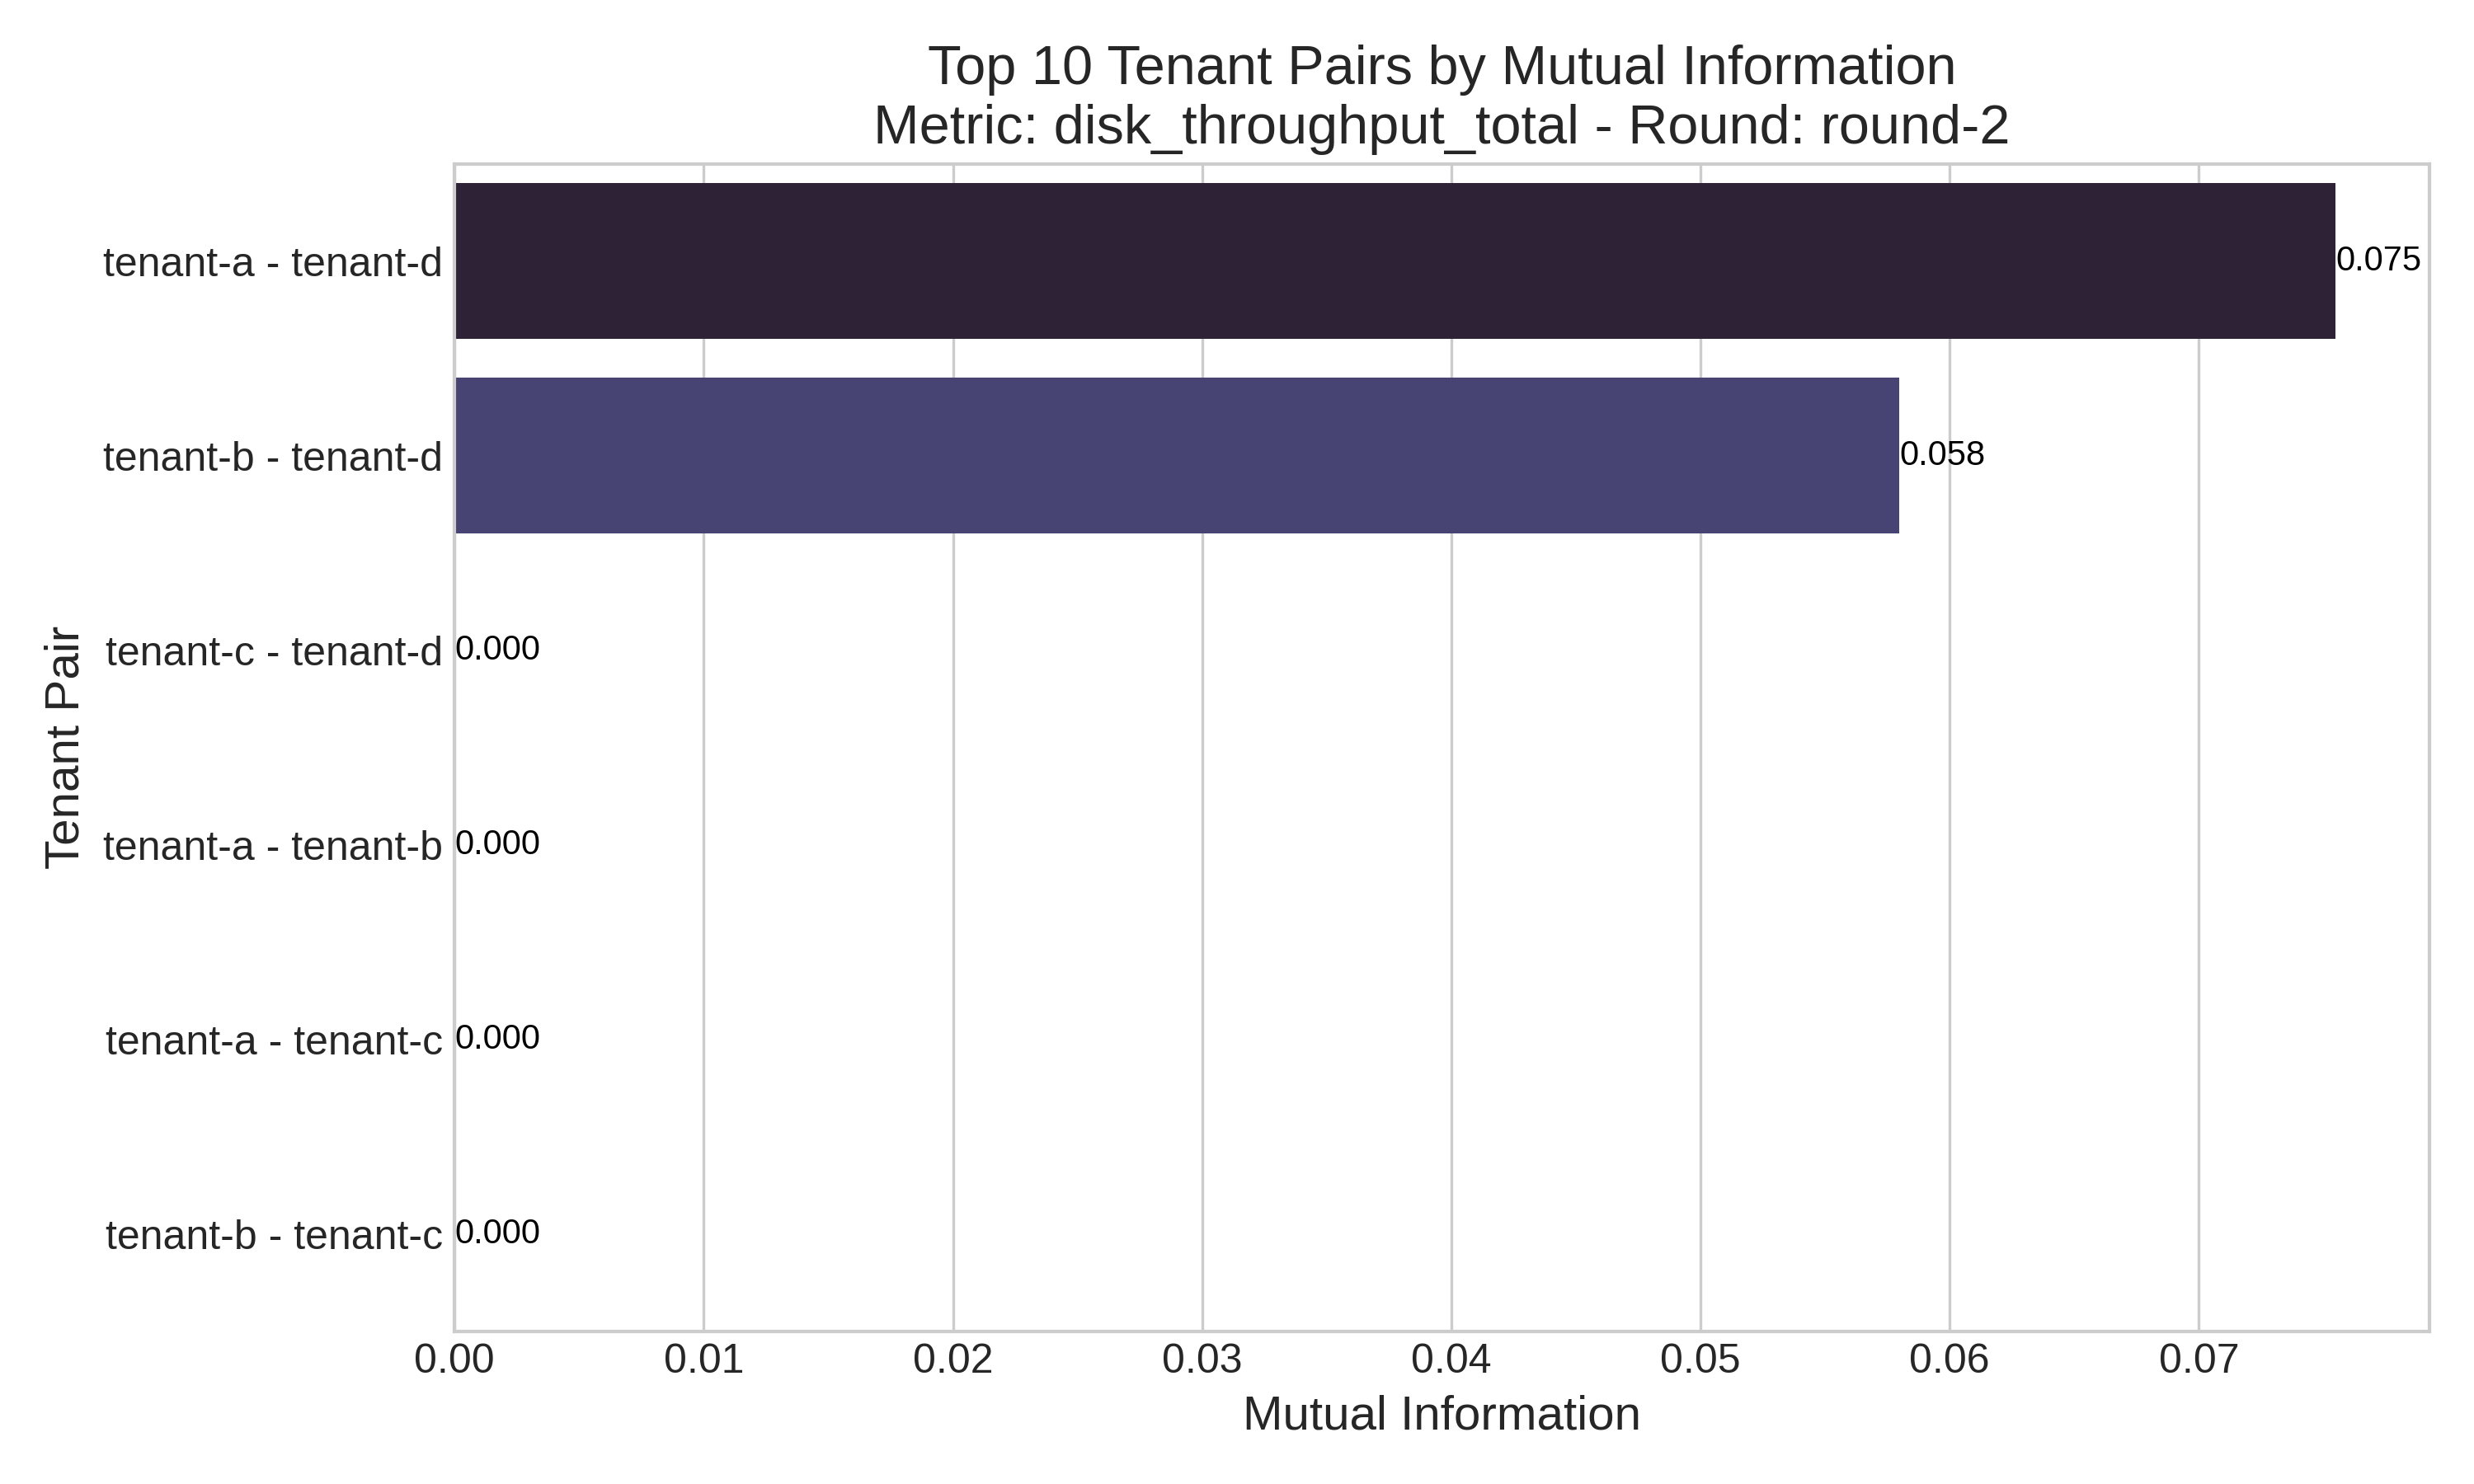 Top 10 Tenant Pairs by Mutual Information
Metric: disk_throughput_total - Round: round-2
tenant-a - tenant-d
0.075
tenant-b - tenant-d
0.058
tenant-c - tenant-d
0.000
tenant-a - tenant-b
0.000
tenant-a - tenant-c
0.000
tenant-b - tenant-c
0.000
Tenant Pair
0.00 0.01 0.02 0.03 0.04 0.05 0.06 0.07
Mutual Information